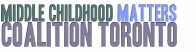 MIDDLE CHILDHOOD MATTERS
COALITION TORONTO